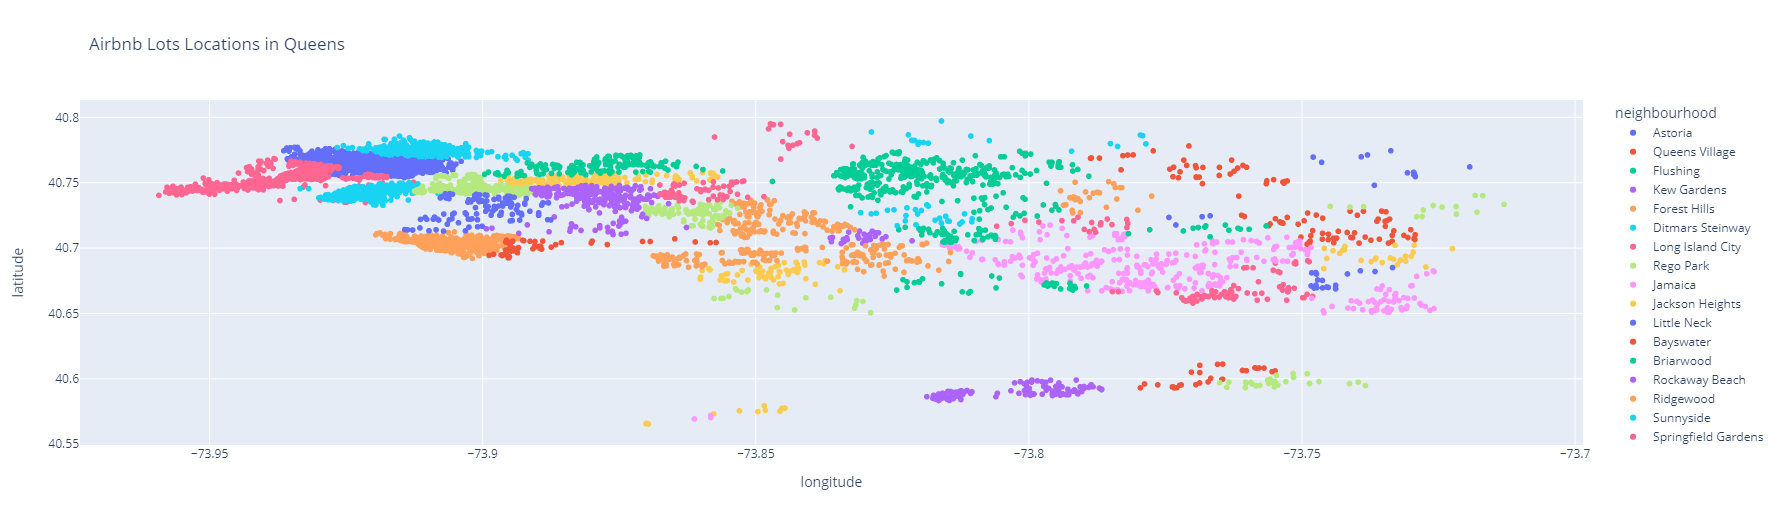 Airbnb Lots Locations in Queens
neighbourhood
Astoria
Queens Village
Flushing
Kew Gardens
Forest Hills
Ditmars Steinway
Long Island City
Rego Park
Jamaica
Jackson Heights
Little Neck
Bayswater
Briarwood
Rockaway Beach
Ridgewood
Sunnyside
Springfield Gardens
latitude
40.8
40.75
40.7
40.65
40.6
40.55
−73.95
−73.9
−73.85
−73.8
−73.75
−73.7
longitude